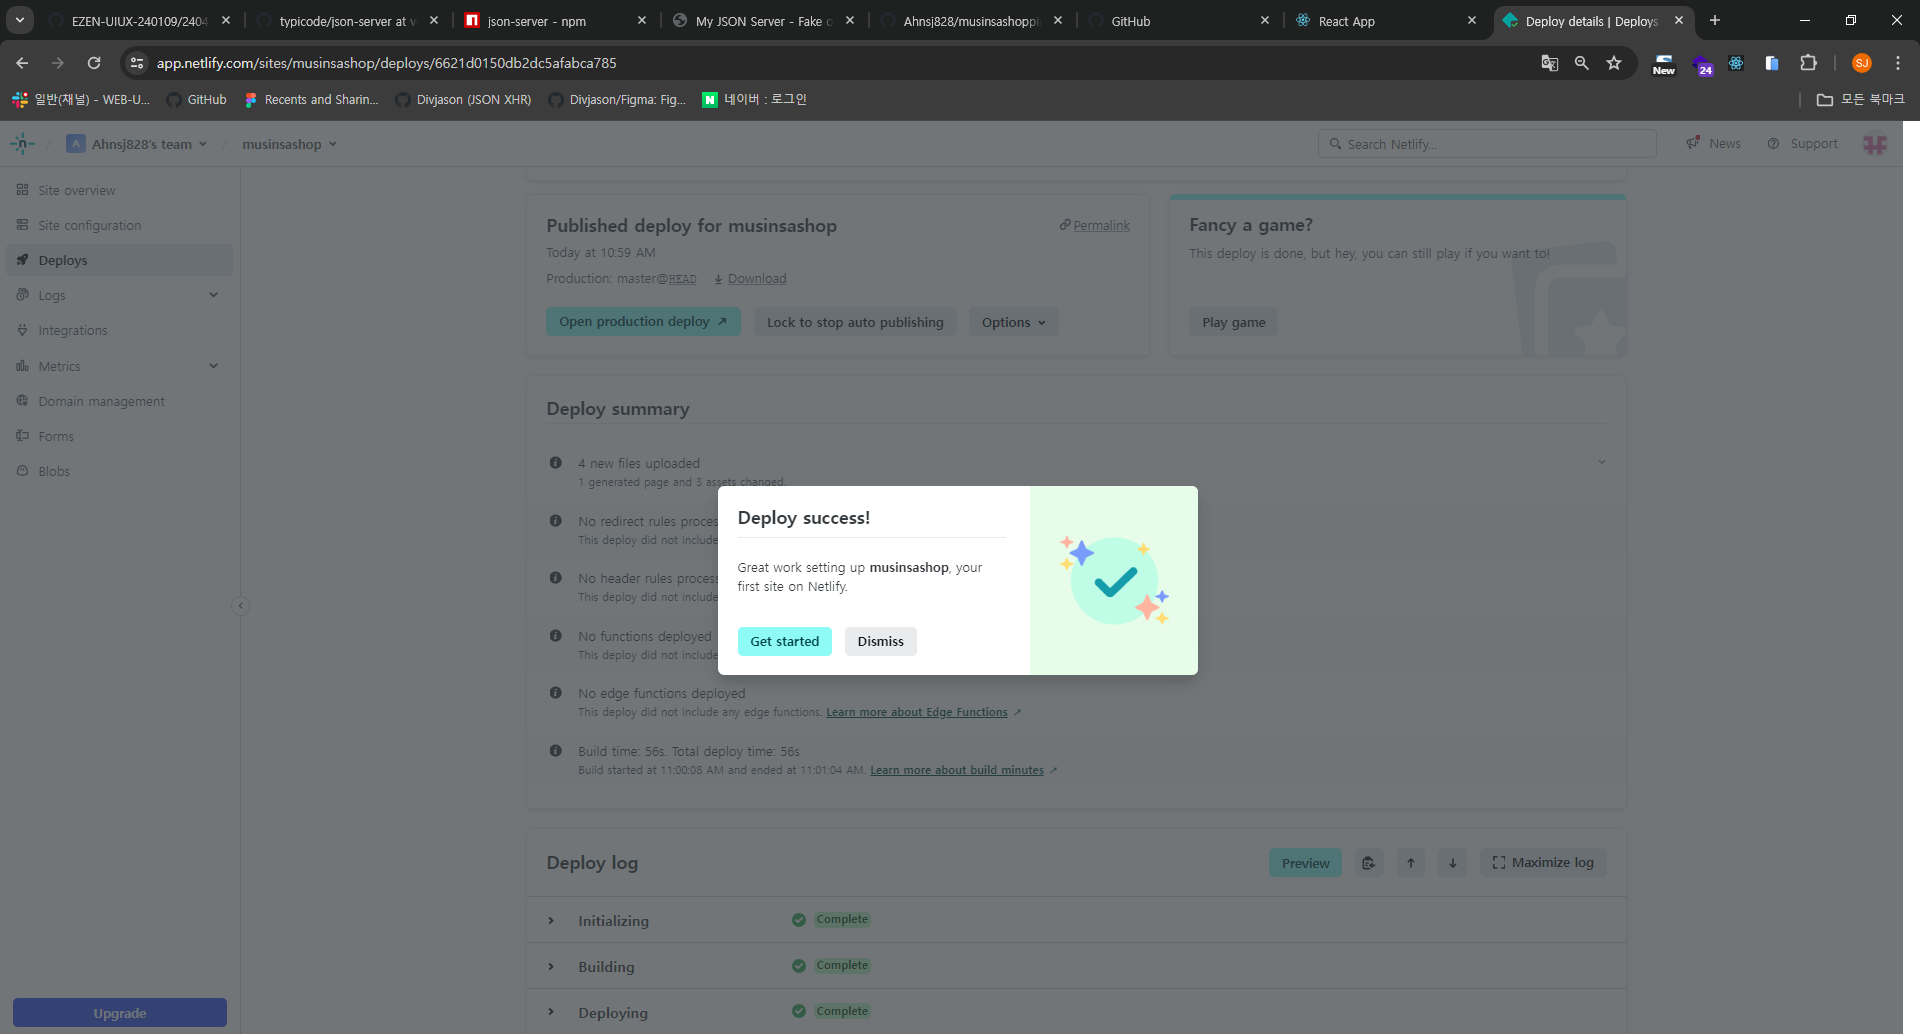 EZEN-UIUX-240109/2404
typicode/json-server at v
json-server - npm
My JSON Server - Fake o
Ahnsj828/musinsashoppi
GitHub
React App
Deploy details | Deploys
app.netlify.com/sites/musinsashop/deploys/6621d0150db2dc5afabca785
New
24
SJ
일반(채널) - WEB-U...
GitHub
Recents and Sharin...
Divjason (JSON XHR)
Divjason/Figma: Fig...
N
네이버 : 로그인
모든 북마크
A
Ahnsj828's team
musinsashop
Search Netlify...
News
Support
Site overview
Site configuration
Deploys
Logs
Integrations
Metrics
Domain management
Forms
Blobs
Upgrade
Published deploy for musinsashop
Permalink
Today at 10:59 AM
Production: master@HEAD
Download
Open production deploy
Lock to stop auto publishing
Options
Fancy a game?
This deploy is done, but hey, you can still play if you want to!
Play game
Deploy summary
4 new files uploaded
1 generated page and 3 assets changed.
No redirect rules proces
This deploy did not include
No header rules process
This deploy did not include
No functions deployed
This deploy did not include
No edge functions deployed
This deploy did not include any edge functions. Learn more about Edge Functions
Build time: 56s. Total deploy time: 56s
Build started at 11:00:08 AM and ended at 11:01:04 AM. Learn more about build minutes
Deploy success!
Great work setting up musinsashop, your
first site on Netlify.
Get started
Dismiss
Deploy log
Preview
Maximize log
Initializing
Complete
Building
Complete
Deploying
Complete